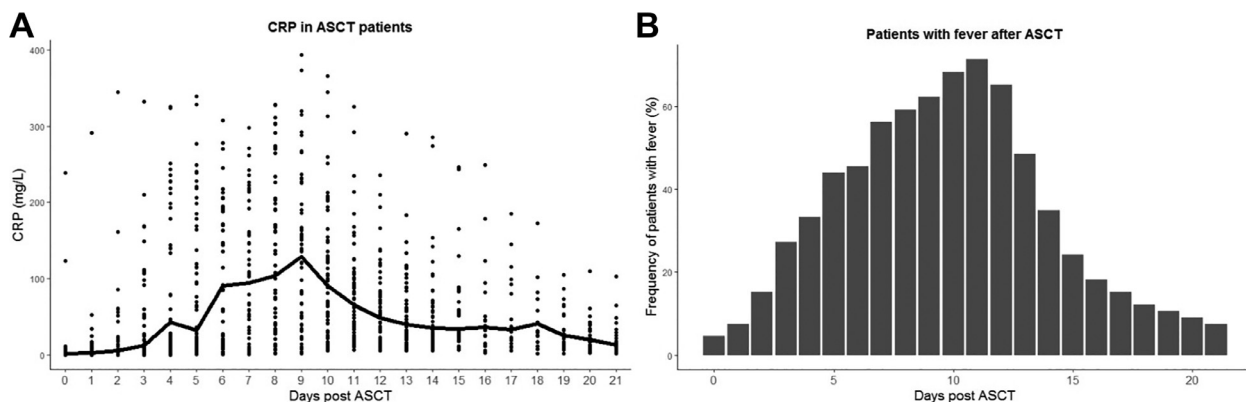 A
CRP in ASCT patients
CRP (mg/L)
400
300
200
100
0
0 1 2 3 4 5 6 7 8 9 10 11 12 13 14 15 16 17 18 19 20 21
Days post ASCT
B
Patients with fever after ASCT
Frequency of patients with fever (%)
60
40
20
0
0 5 10 15 20
Days post ASCT